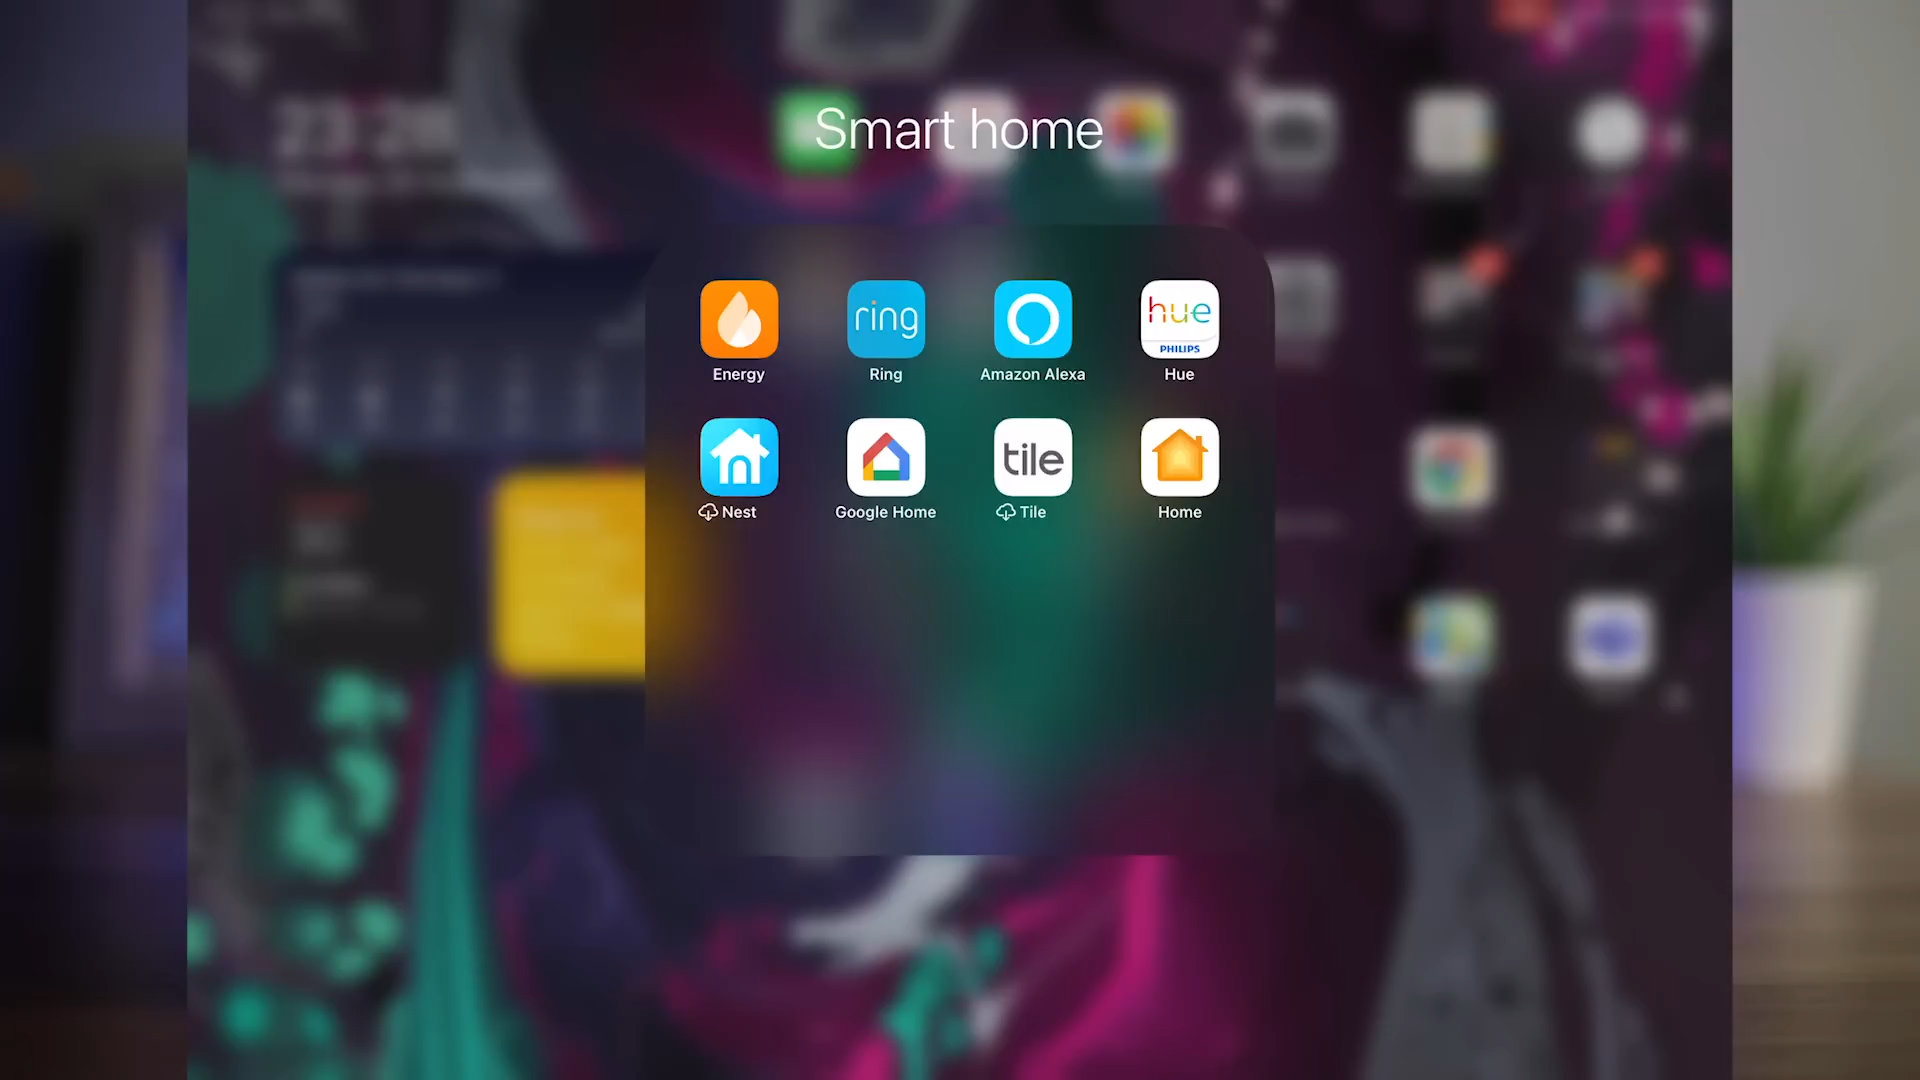 Smart home
ring
hue
PHILIPS
Energy
Ring
Amazon Alexa
Hue
tile
Nest
Google Home
Tile
Home